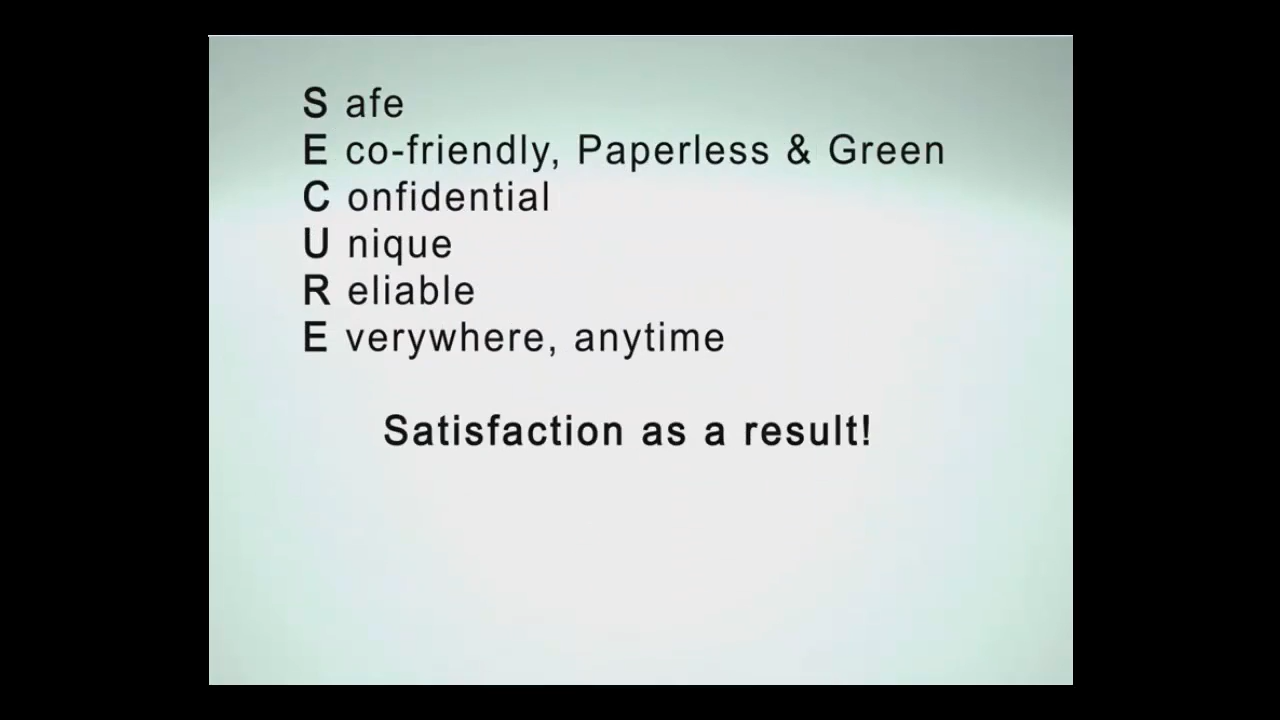 S afe
E co-friendly, Paperless & Green
C onfidential
U nique
R eliable
E verywhere, anytime
Satisfaction as a result!